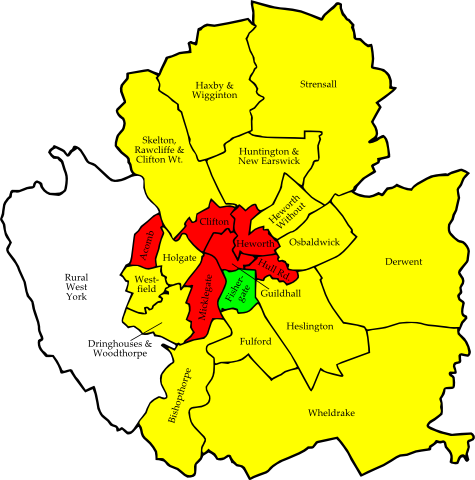 Haxby &
Wigginton
Strensall
Skelton,
Rawcliffe &
Clifton Wt.
Huntington &
New Earswick
Heworth
Without
Clifton
Acomb
Heworth
Osbaldwick
Holgate
Hull Rd.
Derwent
Rural
West
York
West-
field
Micklegate
Fisher-
gate
Guildhall
Heslington
Dringhouses &
Woodthorpe
Fulford
Bishopthorpe
Wheldrake